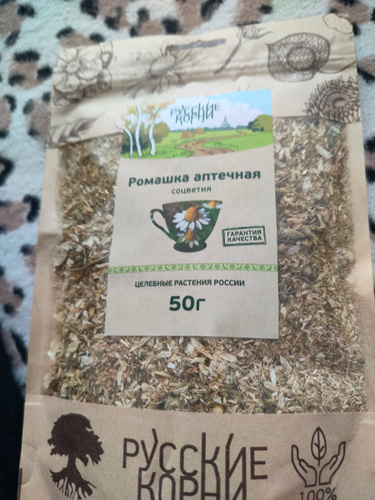 РУССКИЕ
КОРНИ
Ромашка аптечная
соцветия
ГАРАНТИЯ
КАЧЕСТВА
ЦЕЛЕБНЫЕ РАСТЕНИЯ РОССИИ
50г
РУССКИЕ
КОРНИ
100%